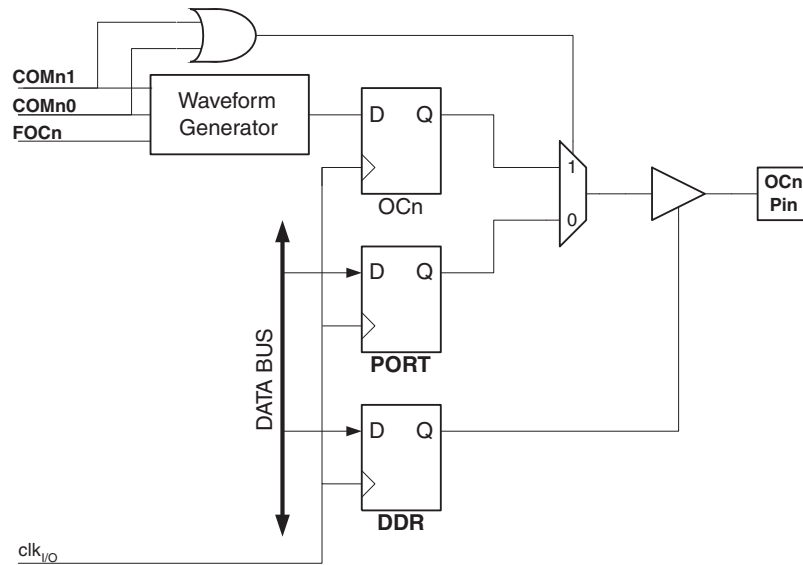 COMn1
COMn0
FOCn
Waveform
Generator
D Q
OCn
1
0
OCn
Pin
D Q
PORT
DATA BUS
D Q
DDR
clkI/O